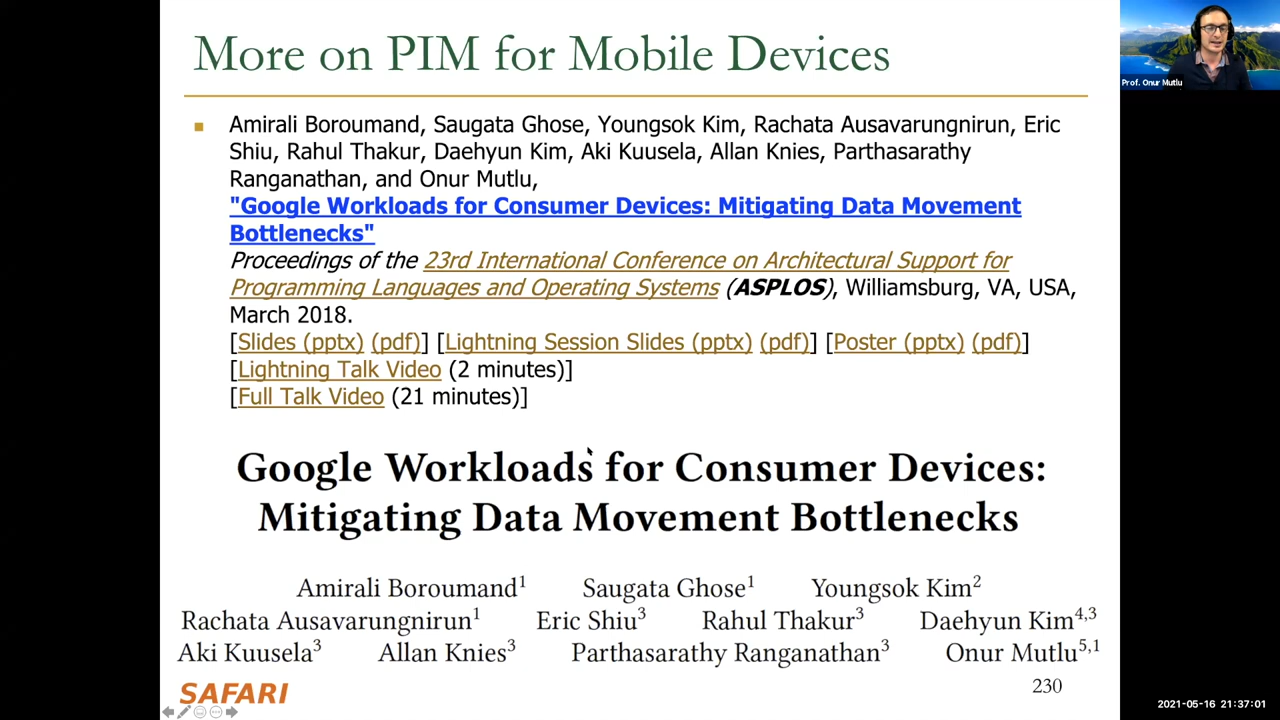 More on PIM for Mobile Devices
Prof. Onur Mutlu
Amirali Boroumand, Saugata Ghose, Youngsok Kim, Rachata Ausavarungnirun, Eric
Shiu, Rahul Thakur, Daehyun Kim, Aki Kuusela, Allan Knies, Parthasarathy
Ranganathan, and Onur Mutlu,
"Google Workloads for Consumer Devices: Mitigating Data Movement
Bottlenecks"
Proceedings of the 23rd International Conference on Architectural Support for
Programming Languages and Operating Systems (ASPLOS), Williamsburg, VA, USA,
March 2018.
[Slides (pptx) (pdf)] [Lightning Session Slides (pptx) (pdf)] [Poster (pptx) (pdf)]
[Lightning Talk Video (2 minutes)]
[Full Talk Video (21 minutes)]
Google Workloads for Consumer Devices:
Mitigating Data Movement Bottlenecks
Amirali Boroumand¹ Saugata Ghose¹ Youngsok Kim²
Rachata Ausavarungnirun¹ Eric Shiu³ Rahul Thakur³ Daehyun Kim⁴,³
Aki Kuusela³ Allan Knies³ Parthasarathy Ranganathan³ Onur Mutlu⁵,¹
SAFARI
230
2021-05-16 21:37:01